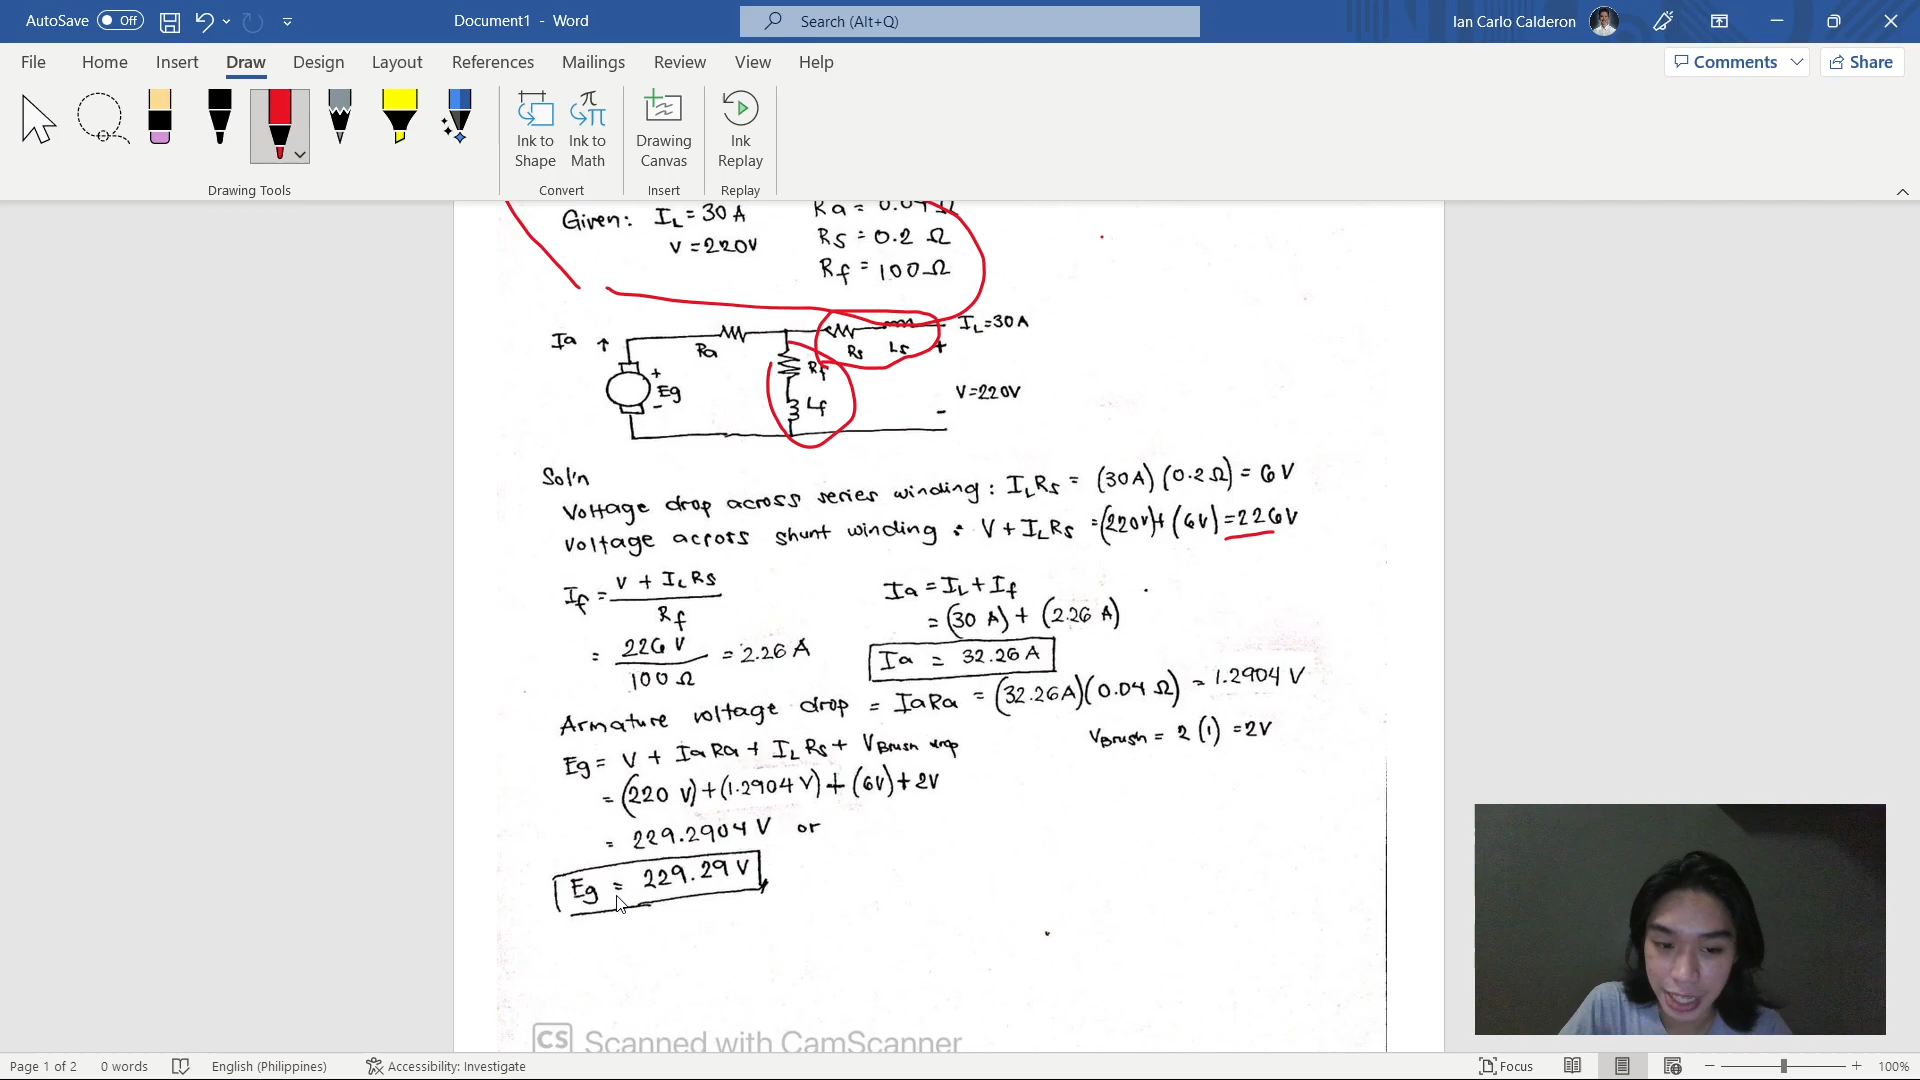 AutoSave Off Document1 - Word Search (Alt+Q) Ian Carlo Calderon
File Home Insert Draw Design Layout References Mailings Review View Help Comments Share
Ink to Shape
Ink to Math
Drawing Canvas
Ink Replay
Drawing Tools Convert Insert Replay
Given: IL = 30 A Ra = 0.04 Ω
V = 220V Rs = 0.2 Ω
Rf = 100 Ω
Ia ↑ Ra Rs Ls IL = 30 A
+
Rf
+ Eg - Lf V = 220V
-
Sol'n
Voltage drop across series winding : ILRs = (30A) (0.2 Ω) = 6 V
Voltage across shunt winding : V + ILRs = (220V)+ (6V) = 226V
If = V + ILRs / Rf
Ia = IL + If
= (30 A) + (2.26 A)
= 226 V / 100 Ω = 2.26 A
Ia = 32.26 A
Armature voltage drop = IaRa = (32.26A)(0.04 Ω) = 1.2904 V
Eg = V + IaRa + ILRs + VBrush drop VBrush = 2 (1) = 2V
= (220 V) + (1.2904 V) + (6V) + 2V
= 229.2904 V or
Eg = 229.29 V
CS Scanned with CamScanner
Page 1 of 2 0 words English (Philippines) Accessibility: Investigate Focus 100%